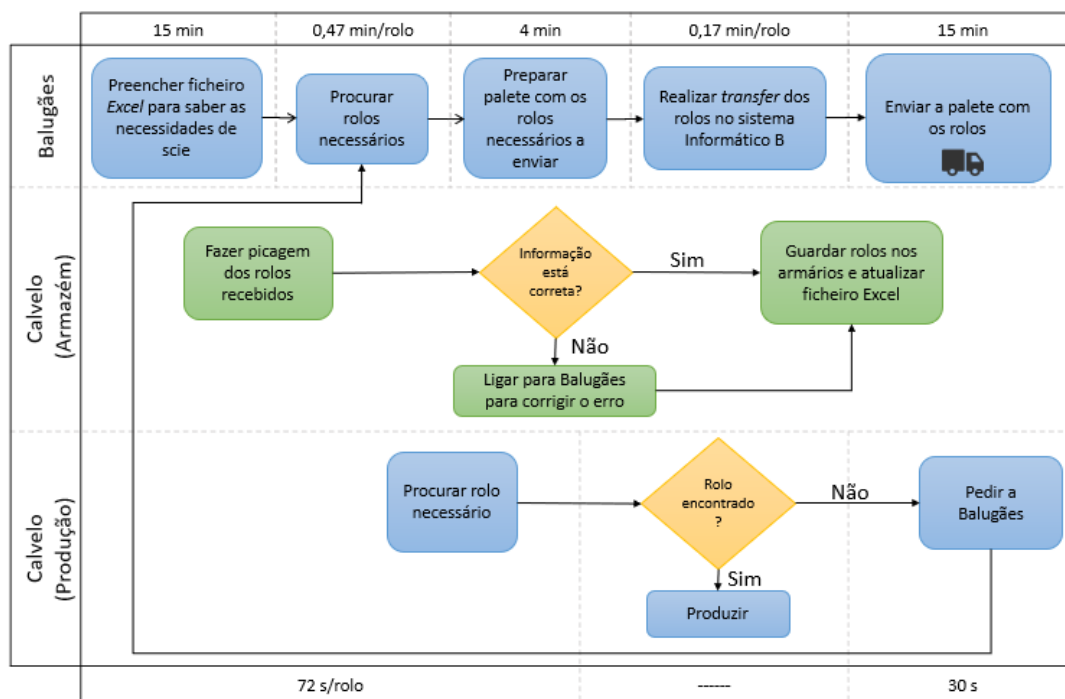 15 min
0,47 min/rolo
4 min
0,17 min/rolo
15 min
Balugães
Preencher ficheiro
Excel para saber as
necessidades de
scie
Procurar
rolos
necessários
Preparar
palete com os
rolos
necessários a
enviar
Realizar transfer dos
rolos no sistema
Informático B
Enviar a palete com
os rolos
Calvelo
(Armazém)
Fazer picagem
dos rolos
recebidos
Informação
está
correta?
Sim
Guardar rolos nos
armários e atualizar
ficheiro Excel
Não
Ligar para Balugães
para corrigir o erro
Calvelo
(Produção)
Procurar rolo
necessário
Rolo
encontrado
?
Não
Pedir a
Balugães
Sim
Produzir
72 s/rolo
------
30 s